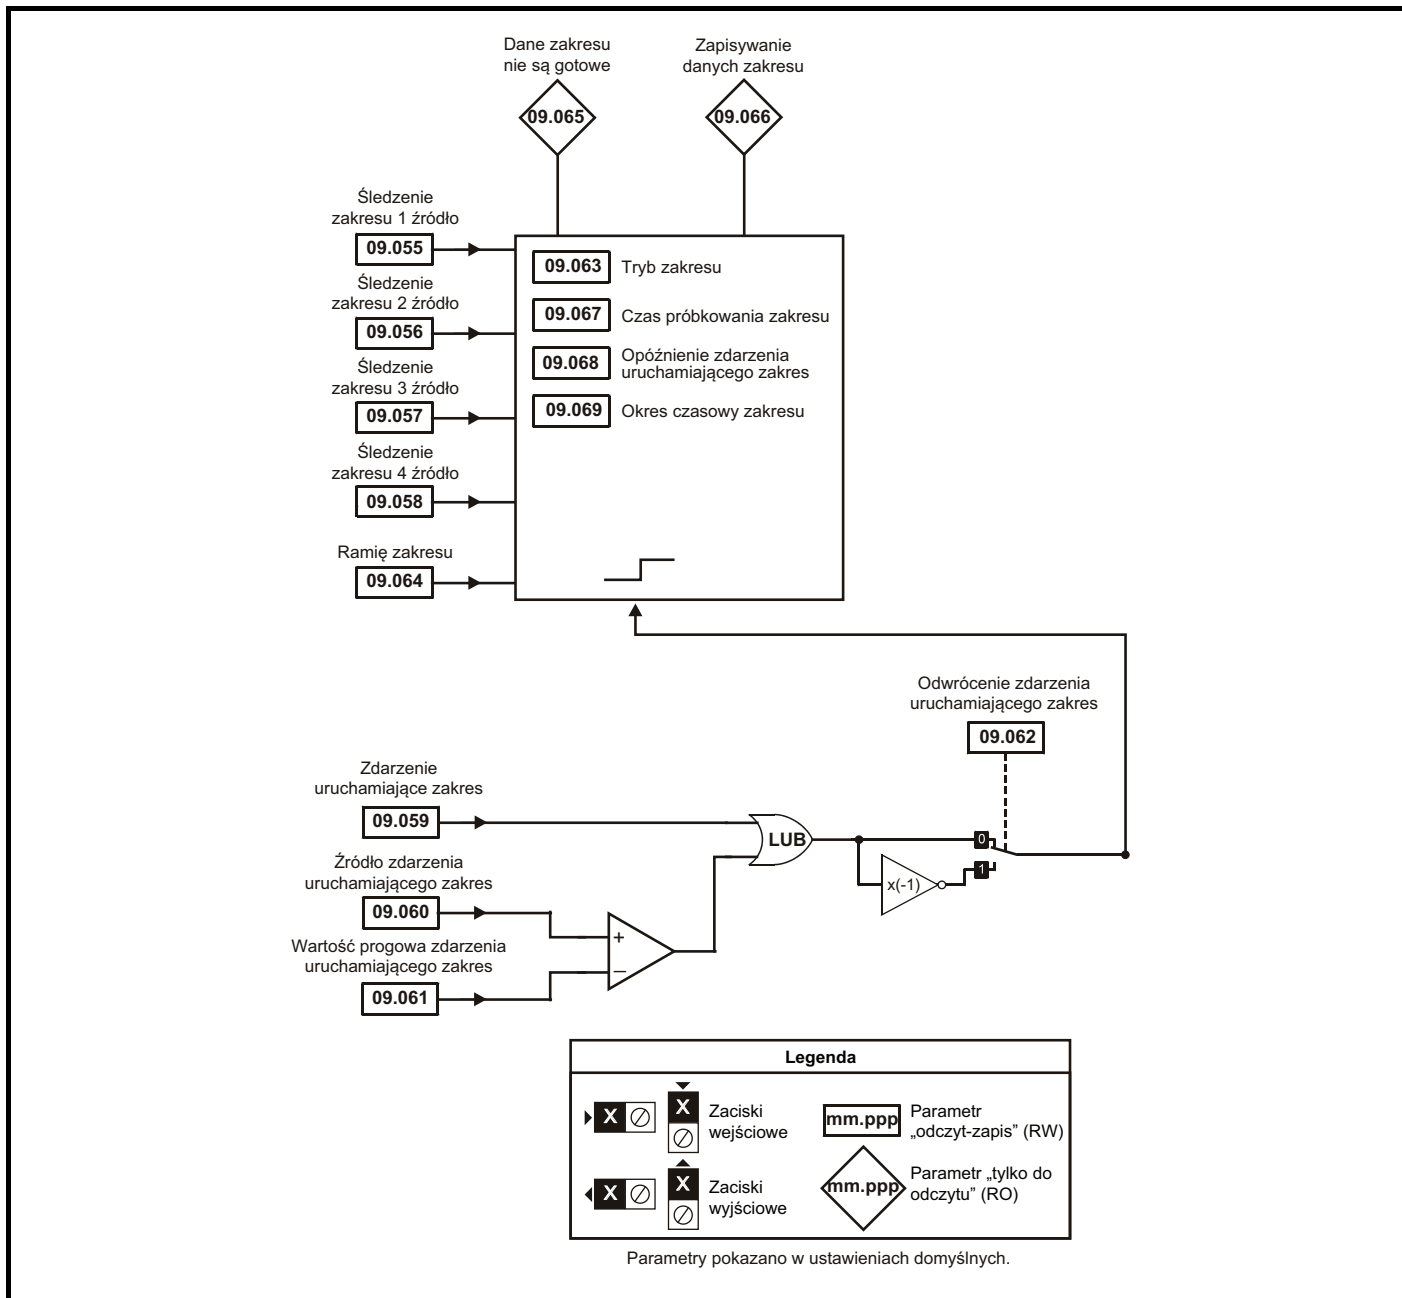 Dane zakresu
nie są gotowe
09.065
Zapisywanie
danych zakresu
09.066
Śledzenie
zakresu 1 źródło
09.055
Śledzenie
zakresu 2 źródło
09.056
Śledzenie
zakresu 3 źródło
09.057
Śledzenie
zakresu 4 źródło
09.058
Ramię zakresu
09.064
09.063 Tryb zakresu
09.067 Czas próbkowania zakresu
09.068 Opóźnienie zdarzenia
uruchamiającego zakres
09.069 Okres czasowy zakresu
Odwrócenie zdarzenia
uruchamiającego zakres
09.062
Zdarzenie
uruchamiające zakres
09.059
Źródło zdarzenia
uruchamiającego zakres
09.060
Wartość progowa zdarzenia
uruchamiającego zakres
09.061
+
–
LUB
x(-1)
0
1
Legenda
X
X
Zaciski
wejściowe
mm.ppp
Parametr
„odczyt-zapis” (RW)
X
X
Zaciski
wyjściowe
mm.ppp
Parametr „tylko do
odczytu” (RO)
Parametry pokazano w ustawieniach domyślnych.